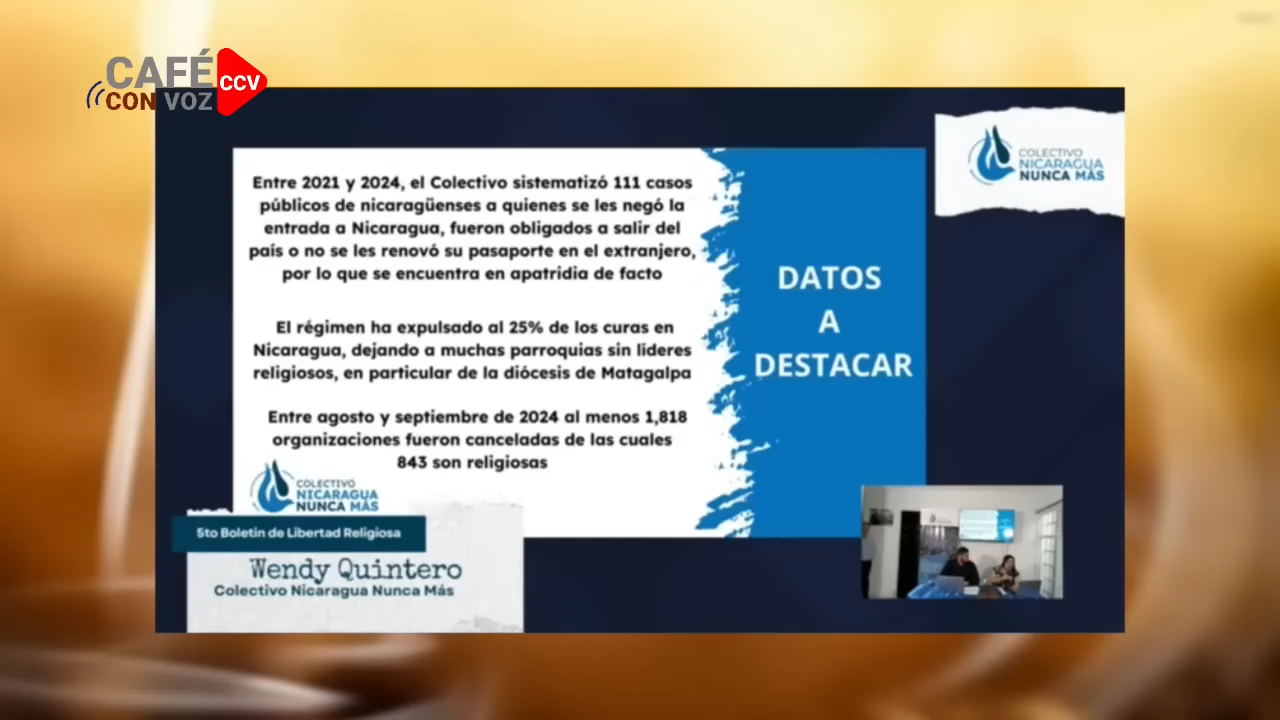 CAFÉ
CON VOZ
CCV
COLECTIVO
NICARAGUA
NUNCA MÁS
Entre 2021 y 2024, el Colectivo sistematizó 111 casos
públicos de nicaragüenses a quienes se les negó la
entrada a Nicaragua, fueron obligados a salir del
país o no se les renovó su pasaporte en el extranjero,
por lo que se encuentra en apatridia de facto
El régimen ha expulsado al 25% de los curas en
Nicaragua, dejando a muchas parroquias sin lideres
religiosos, en particular de la diócesis de Matagalpa
Entre agosto y septiembre de 2024 al menos 1,818
organizaciones fueron canceladas de las cuales
843 son religiosas
DATOS
A
DESTACAR
COLECTIVO
NICARAGUA
NUNCA MÁS
5to Boletín de Libertad Religiosa
Wendy Quintero
Colectivo Nicaragua Nunca Más